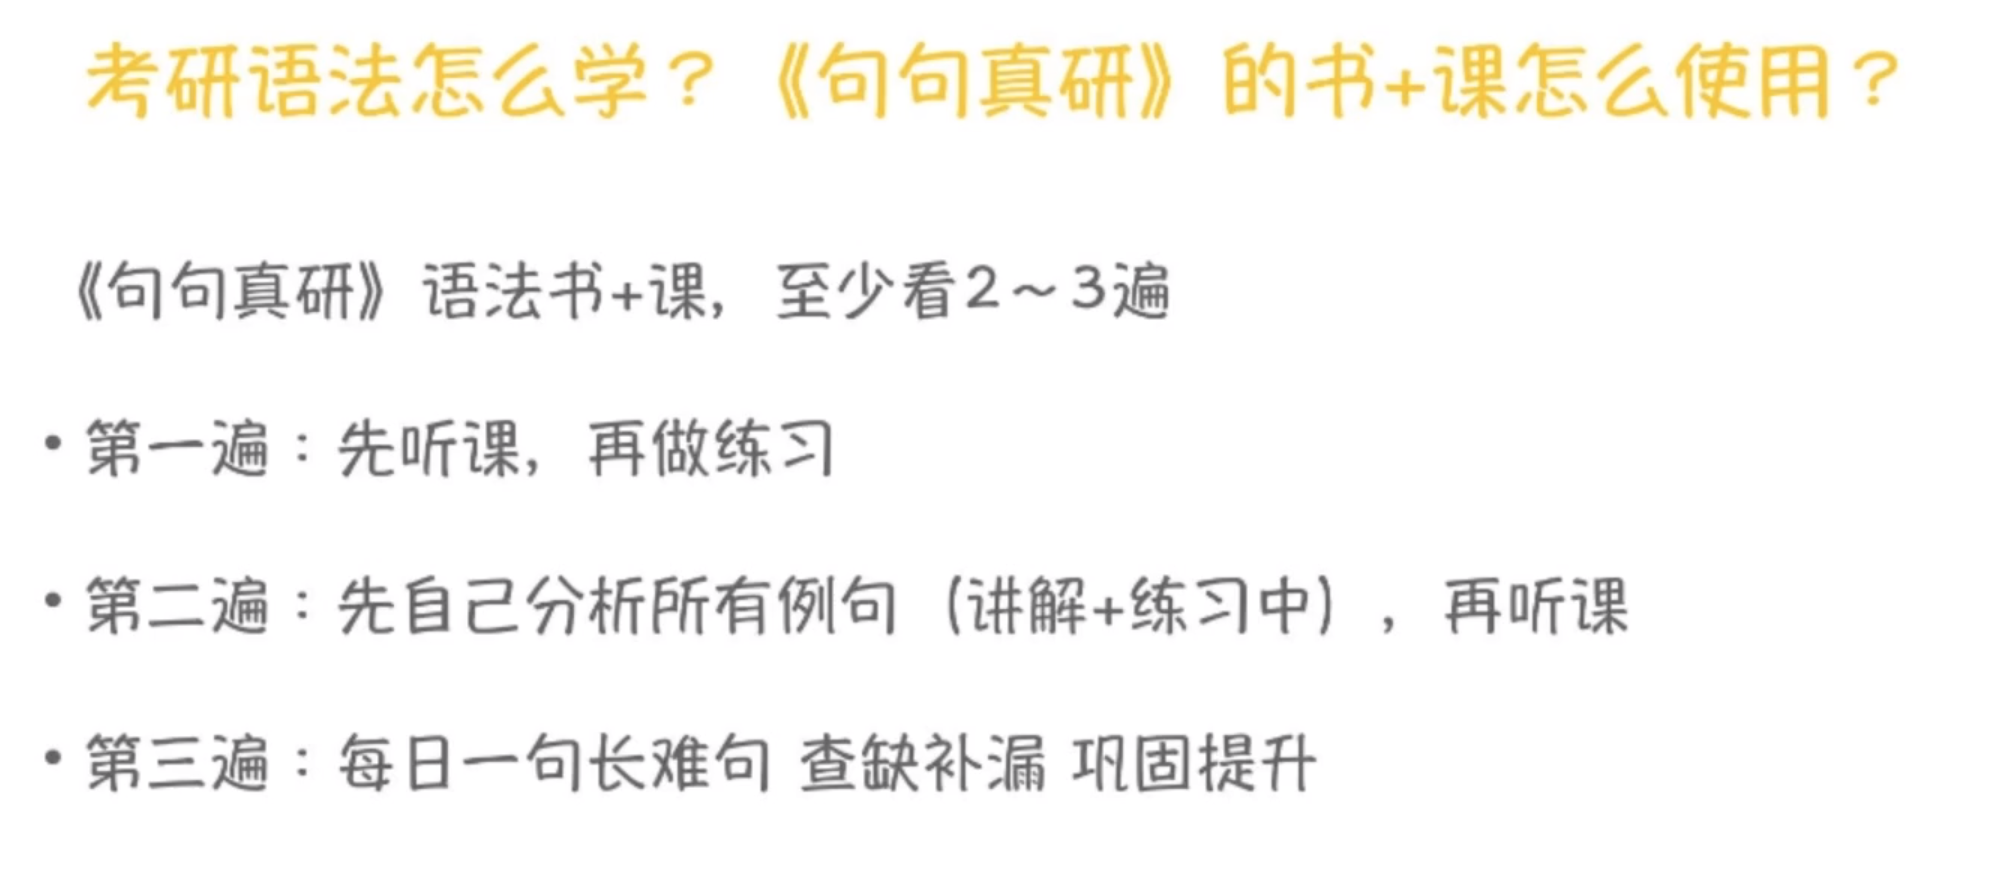 考研语法怎么学？《句句真研》的书+课怎么使用？
《句句真研》语法书+课，至少看2～3遍
• 第一遍：先听课，再做练习
• 第二遍：先自己分析所有例句（讲解+练习中），再听课
• 第三遍：每日一句长难句 查缺补漏 巩固提升